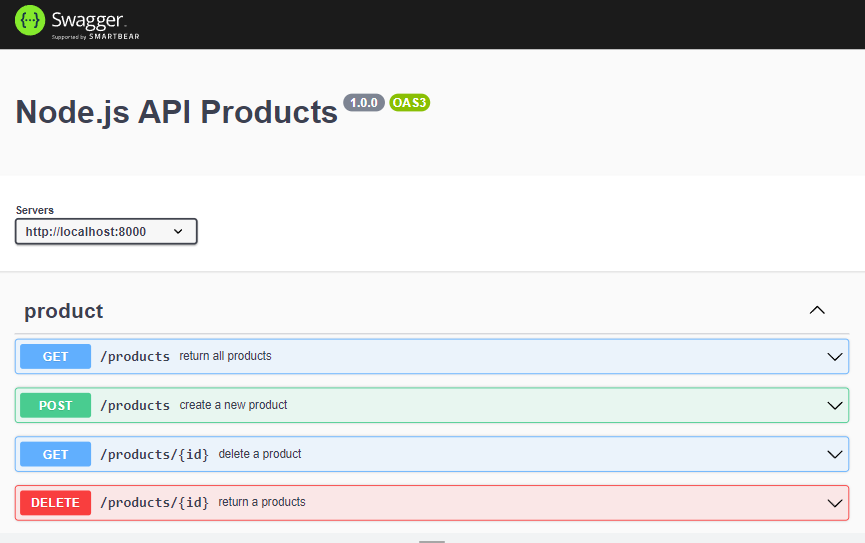 Swagger.
Supported by SMARTBEAR
Node.js API Products 1.0.0 OAS3
Servers
http://localhost:8000
product
GET /products return all products
POST /products create a new product
GET /products/{id} delete a product
DELETE /products/{id} return a products